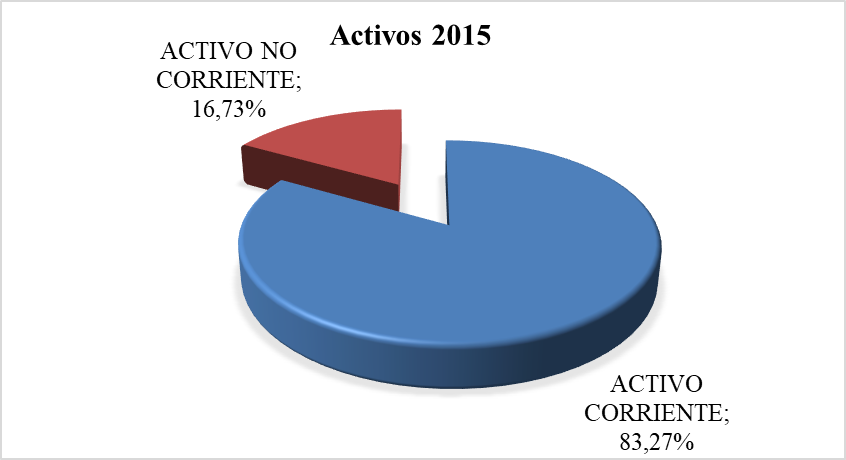 Activos 2015
ACTIVO NO
CORRIENTE;
16,73%
ACTIVO
CORRIENTE;
83,27%